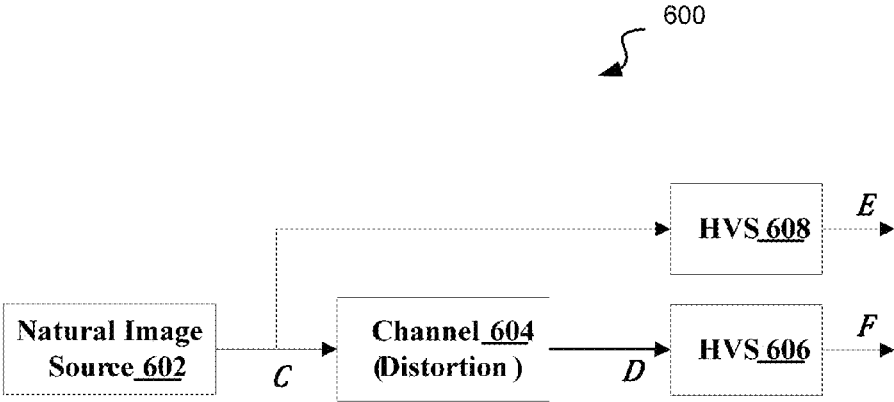 600
HVS 608
E
Natural Image
Source 602
C
Channel 604
(Distortion )
D
HVS 606
F